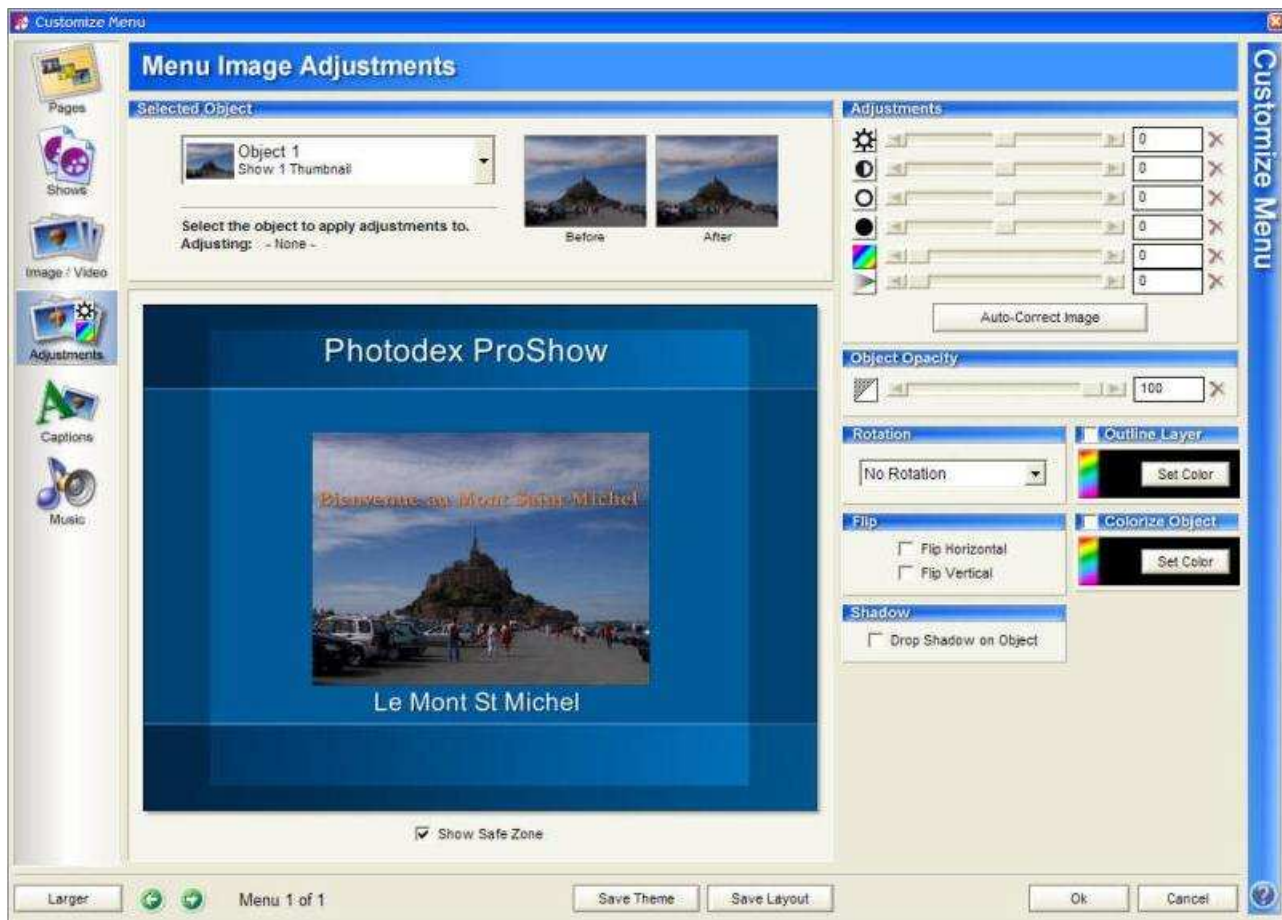 Customize Menu
Pages
Shows
Image / Video
Adjustments
Captions
Music
Menu Image Adjustments
Selected Object
Object 1
Show 1 Thumbnail
Select the object to apply adjustments to.
Adjusting: - None -
Before
After
Photodex ProShow
Bienvenue au Mont Saint Michel
Le Mont St Michel
Show Safe Zone
Adjustments
0
0
0
0
0
0
Auto-Correct Image
Object Opacity
100
Rotation
No Rotation
Outline Layer
Set Color
Flip
Flip Horizontal
Flip Vertical
Colorize Object
Set Color
Shadow
Drop Shadow on Object
Customize Menu
Larger
Menu 1 of 1
Save Theme
Save Layout
Ok
Cancel